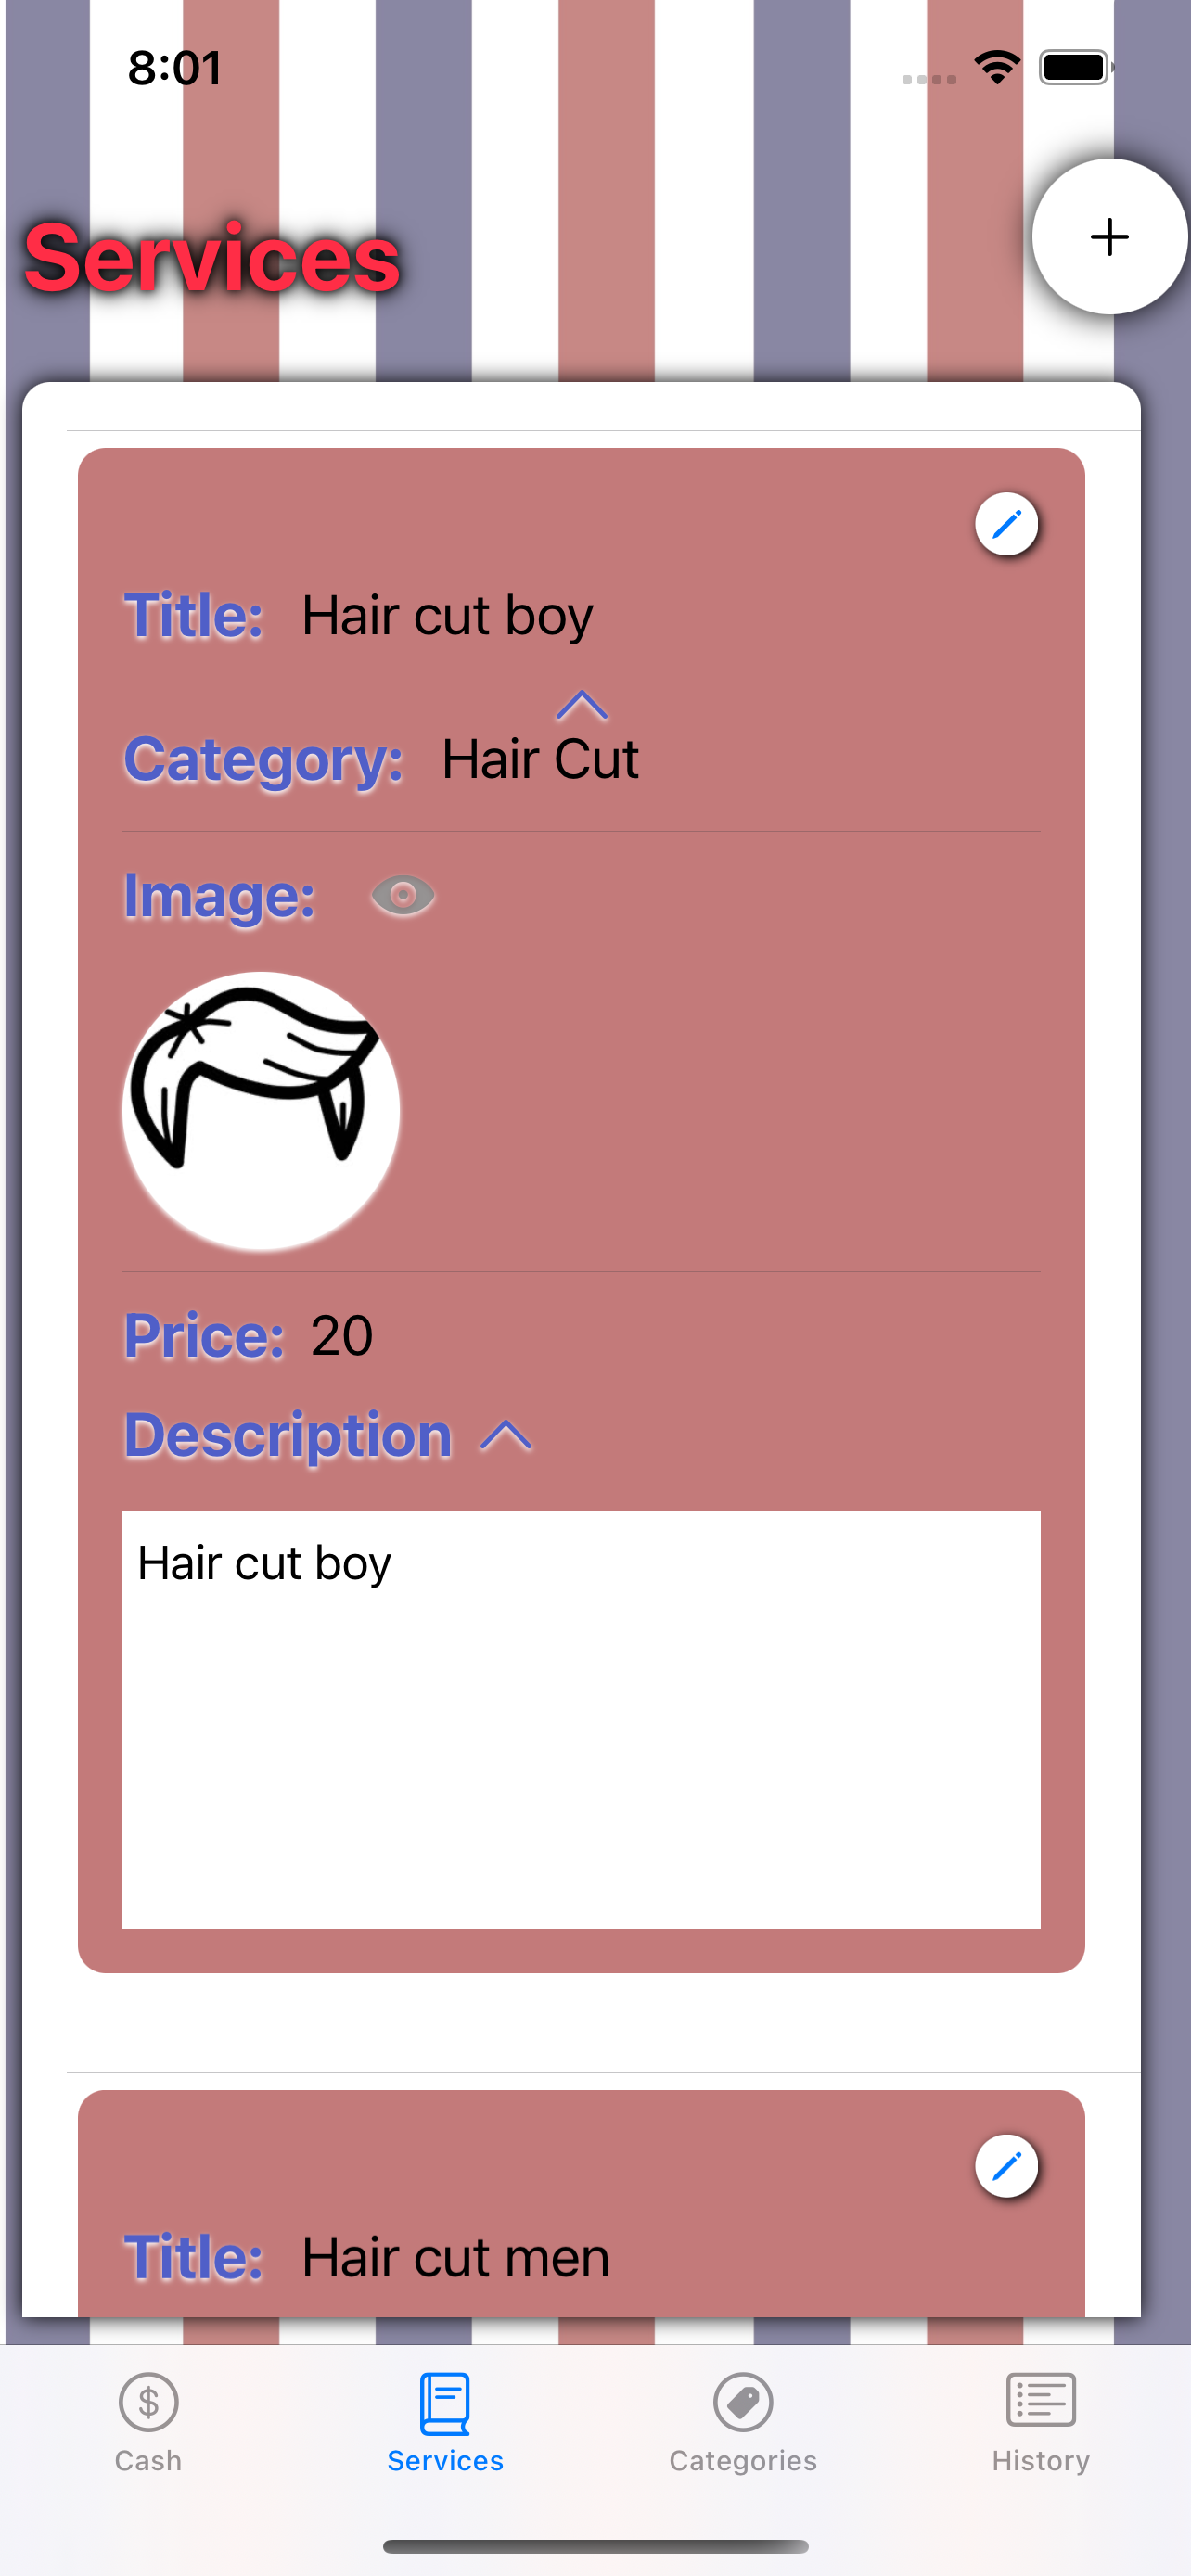 8:01
Services
Title: Hair cut boy
Category: Hair Cut
Image:
Price: 20
Description
Hair cut boy
Title: Hair cut men
$
Cash
Services
Categories
History